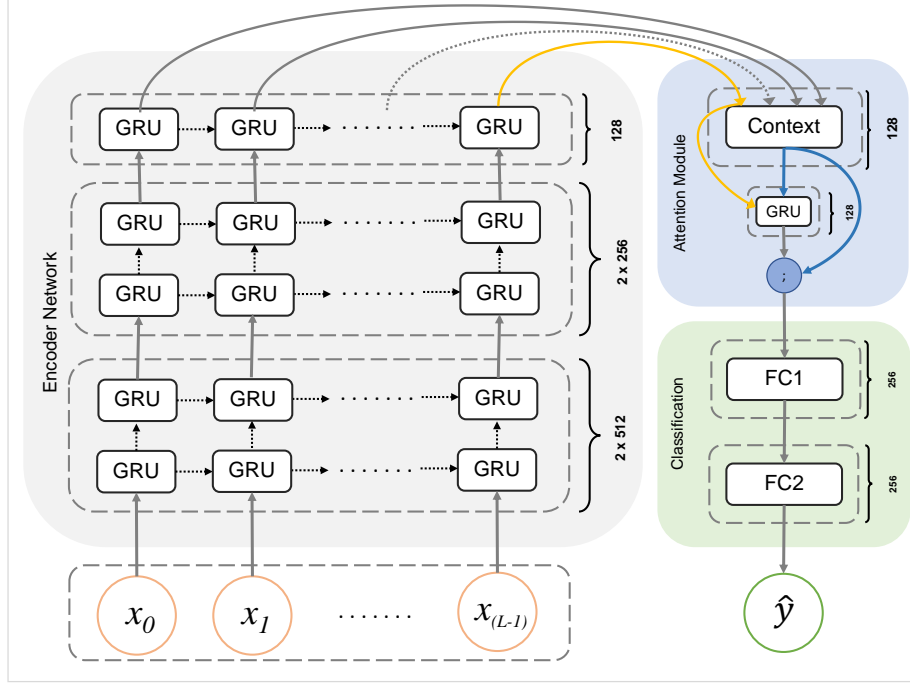 GRU GRU ........ GRU
128
GRU GRU ........ GRU
GRU GRU ........ GRU
2 x 256
GRU GRU ........ GRU
GRU GRU ........ GRU
2 x 512
Encoder Network
x0 x1 ........ x(L-1)
Context
128
GRU
128
;
Attention Module
FC1
256
FC2
256
Classification
ŷ